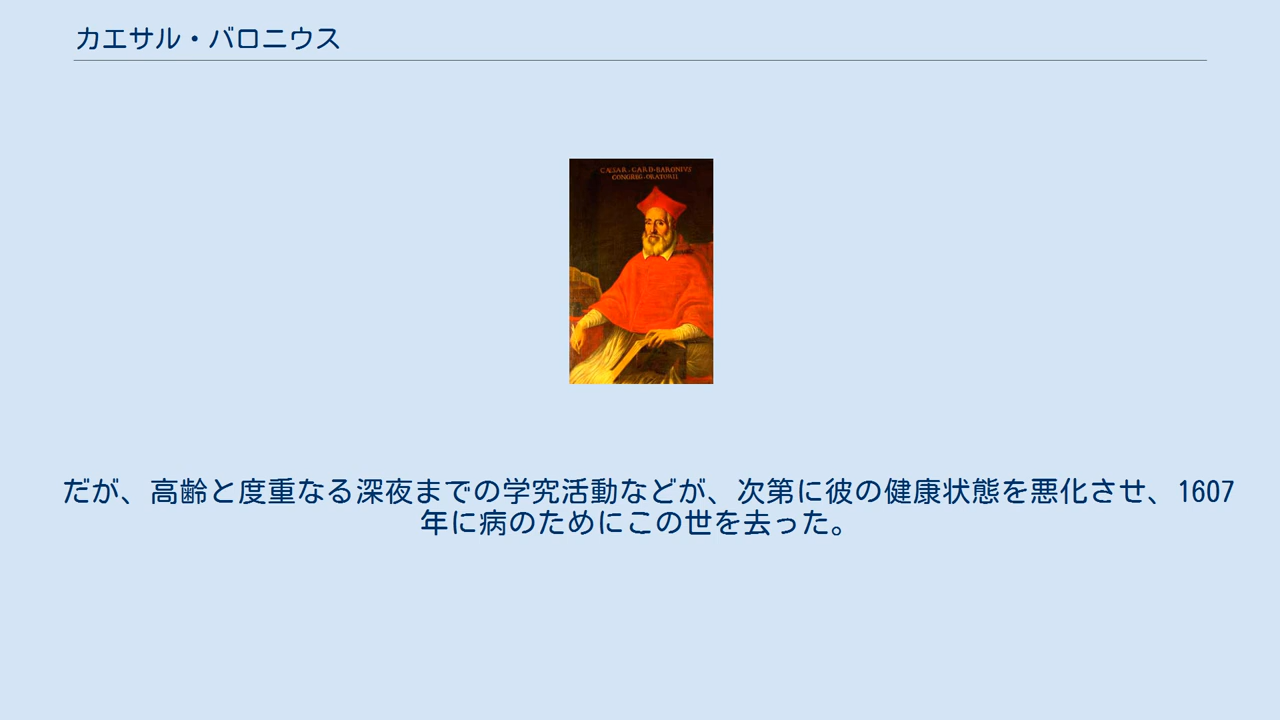 カエサル・バロニウス
CAESAR·CARD·BARONIVS
CONGREG·ORATORII
だが、高齢と度重なる深夜までの学究活動などが、次第に彼の健康状態を悪化させ、1607
年に病のためにこの世を去った。